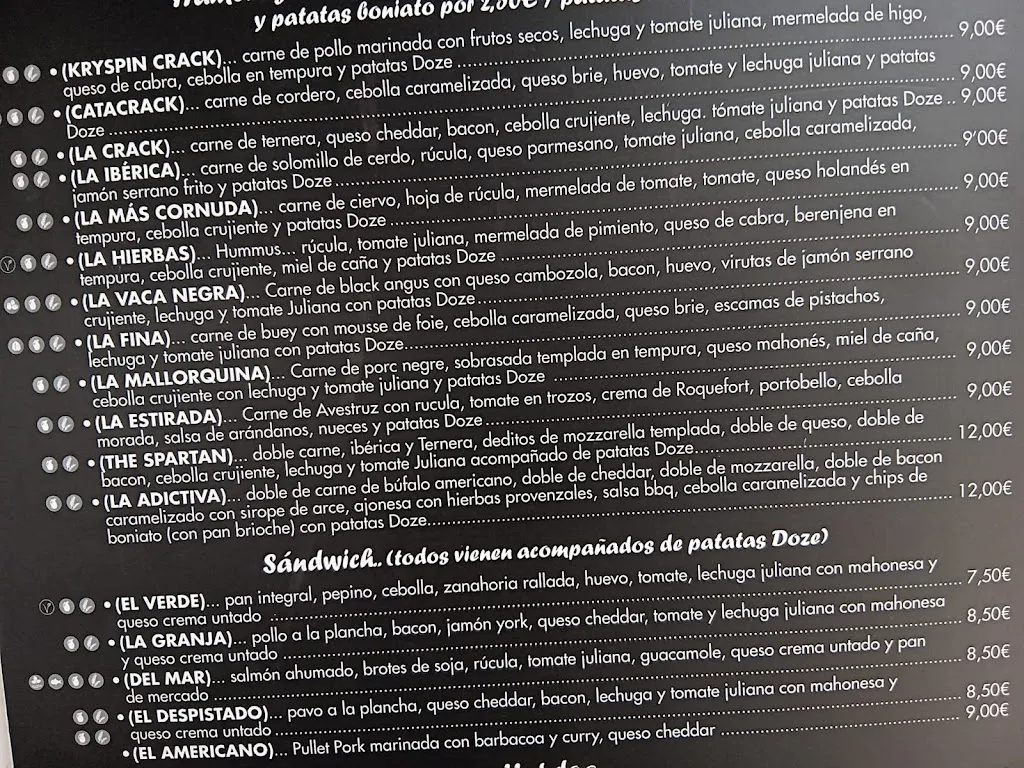 y patatas boniato por 2,00€
• (KRYSPIN CRACK)... carne de pollo marinada con frutos secos, lechuga y tomate juliana, mermelada de higo,
queso de cabra, cebolla en tempura y patatas Doze ... 9,00€
• (CATACRACK)... carne de cordero, cebolla caramelizada, queso brie, huevo, tomate y lechuga juliana y patatas
Doze ... 9,00€
• (LA CRACK)... carne de ternera, queso cheddar, bacon, cebolla crujiente, lechuga. tómate juliana y patatas Doze .. 9,00€
• (LA IBÉRICA)... carne de solomillo de cerdo, rúcula, queso parmesano, tomate juliana, cebolla caramelizada,
jamón serrano frito y patatas Doze ... 9'00€
• (LA MÁS CORNUDA)... carne de ciervo, hoja de rúcula, mermelada de tomate, tomate, queso holandés en
tempura, cebolla crujiente y patatas Doze ... 9,00€
• (LA HIERBAS)... Hummus... rúcula, tomate juliana, mermelada de pimiento, queso de cabra, berenjena en
tempura, cebolla crujiente, miel de caña y patatas Doze ... 9,00€
• (LA VACA NEGRA)... Carne de black angus con queso cambozola, bacon, huevo, virutas de jamón serrano
crujiente, lechuga y tomate Juliana con patatas Doze ... 9,00€
• (LA FINA)... carne de buey con mousse de foie, cebolla caramelizada, queso brie, escamas de pistachos,
lechuga y tomate juliana con patatas Doze ... 9,00€
• (LA MALLORQUINA)... Carne de porc negre, sobrasada templada en tempura, queso mahonés, miel de caña,
cebolla crujiente con lechuga y tomate juliana y patatas Doze ... 9,00€
• (LA ESTIRADA)... Carne de Avestruz con rucula, tomate en trozos, crema de Roquefort, portobello, cebolla
morada, salsa de arándanos, nueces y patatas Doze ... 9,00€
• (THE SPARTAN)... doble carne, ibérica y Ternera, deditos de mozzarella templada, doble de queso, doble de
bacon, cebolla crujiente, lechuga y tomate Juliana acompañado de patatas Doze ... 12,00€
• (LA ADICTIVA)... doble de carne de búfalo americano, doble de cheddar, doble de mozzarella, doble de bacon
caramelizado con sirope de arce, ajonesa con hierbas provenzales, salsa bbq, cebolla caramelizada y chips de
boniato (con pan brioche) con patatas Doze ... 12,00€
Sándwich.. (todos vienen acompañados de patatas Doze)
• (EL VERDE)... pan integral, pepino, cebolla, zanahoria rallada, huevo, tomate, lechuga juliana con mahonesa y
queso crema untado ... 7,50€
• (LA GRANJA)... pollo a la plancha, bacon, jamón york, queso cheddar, tomate y lechuga juliana con mahonesa
y queso crema untado ... 8,50€
• (DEL MAR)... salmón ahumado, brotes de soja, rúcula, tomate juliana, guacamole, queso crema untado y pan
de mercado ... 8,50€
• (EL DESPISTADO)... pavo a la plancha, queso cheddar, bacon, lechuga y tomate juliana con mahonesa y
queso crema untado ... 8,50€
• (EL AMERICANO)... Pullet Pork marinada con barbacoa y curry, queso cheddar ... 9,00€